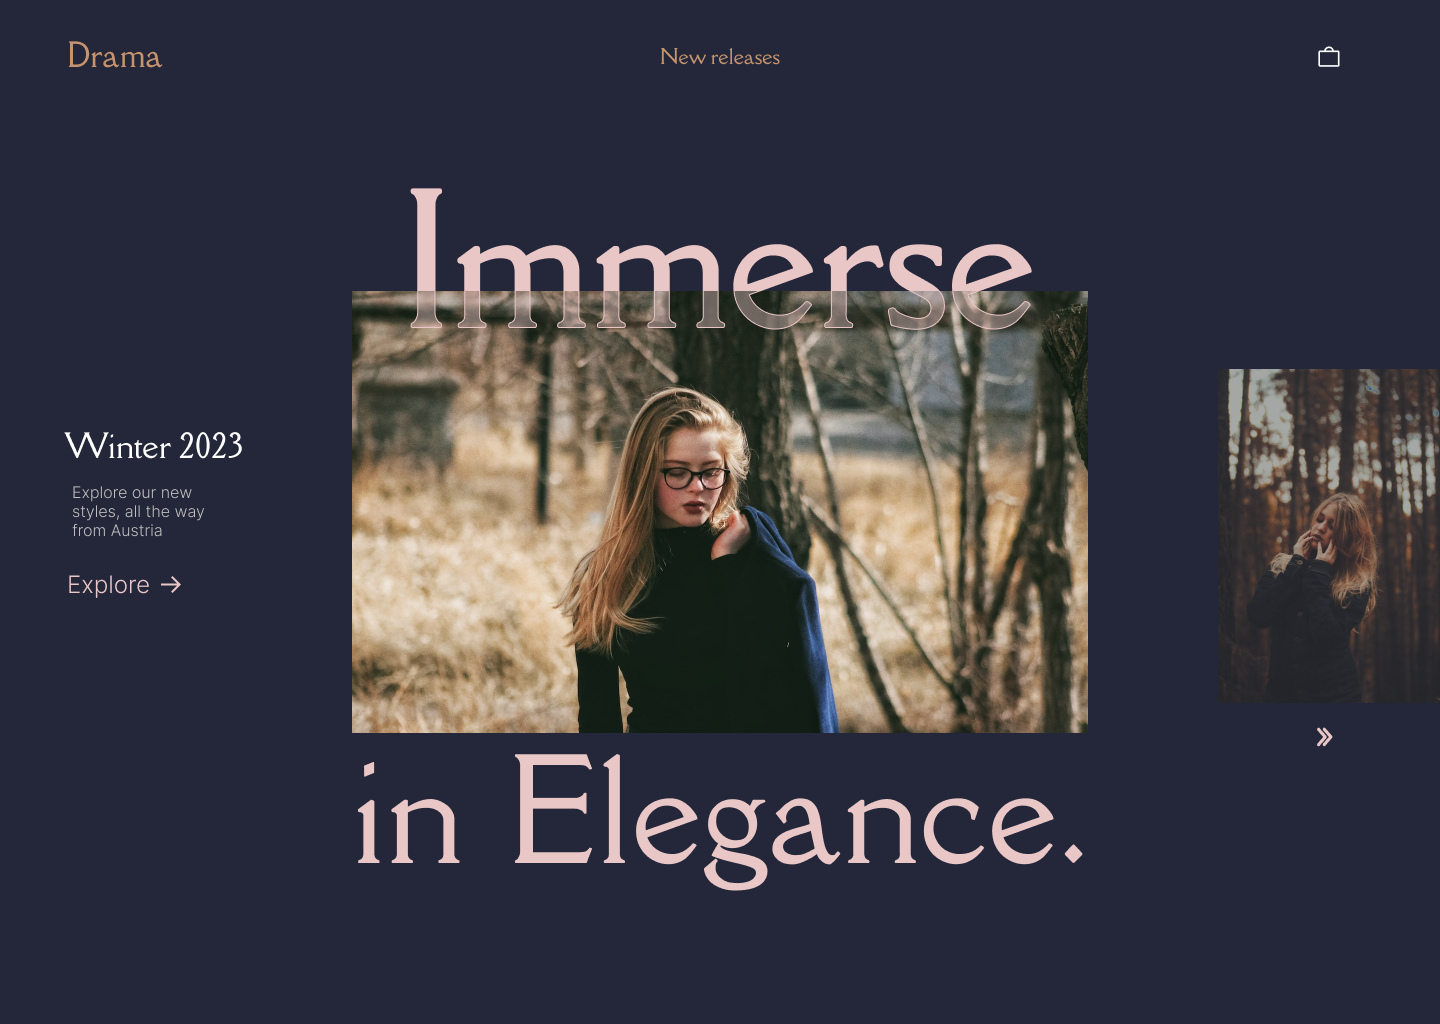 Drama
New releases
Immerse
Winter 2023
Explore our new
styles, all the way
from Austria
Explore
in Elegance.